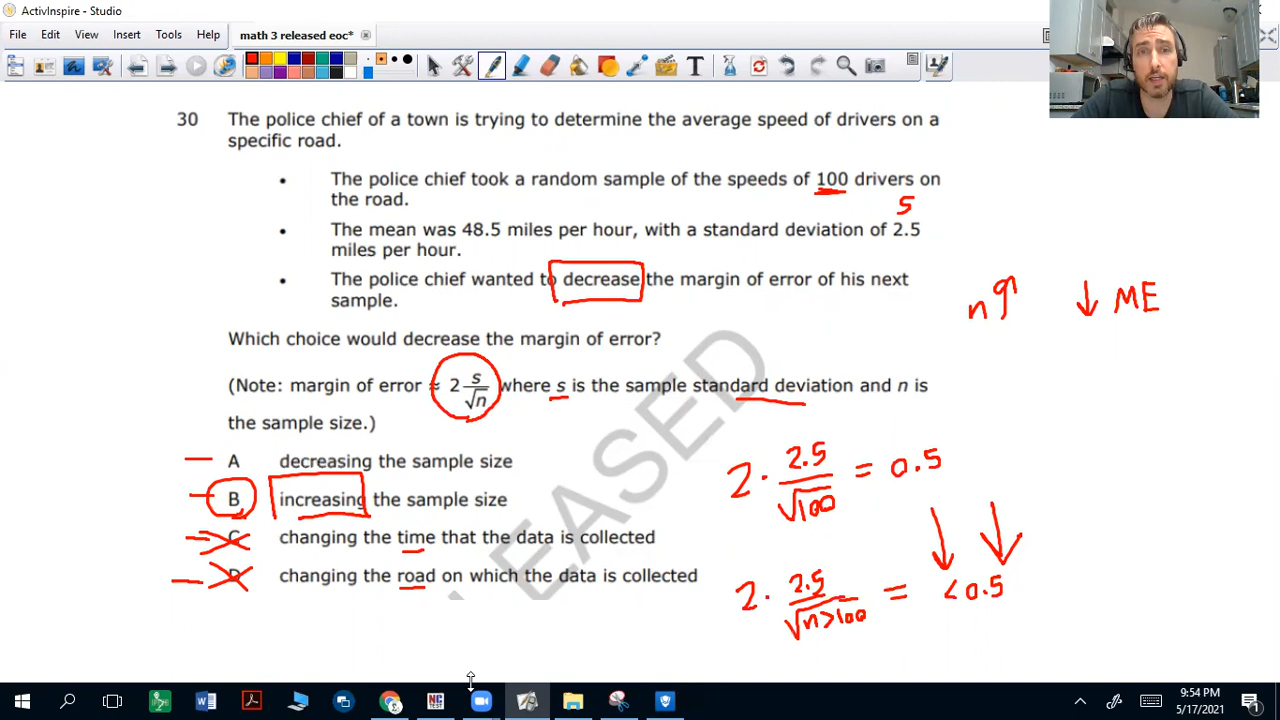 ActivInspire - Studio
File Edit View Insert Tools Help
math 3 released eoc*
30 The police chief of a town is trying to determine the average speed of drivers on a
specific road.
• The police chief took a random sample of the speeds of 100 drivers on
the road.
s
• The mean was 48.5 miles per hour, with a standard deviation of 2.5
miles per hour.
• The police chief wanted to decrease the margin of error of his next
sample.
n↑ ↓ ME
Which choice would decrease the margin of error?
(Note: margin of error ≈ 2 s/√n where s is the sample standard deviation and n is
the sample size.)
A decreasing the sample size
B increasing the sample size
C changing the time that the data is collected
D changing the road on which the data is collected
2 · 2.5/√100 = 0.5
2 · 2.5/√n>100 = <0.5
EASED
9:54 PM
5/17/2021